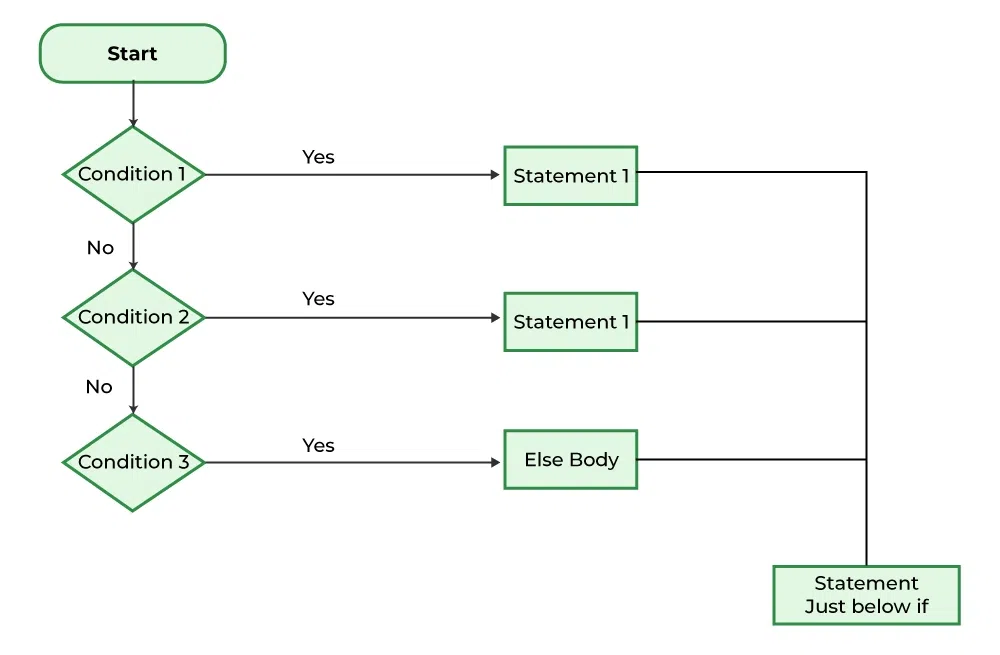 Start
Condition 1
Yes
Statement 1
No
Condition 2
Yes
Statement 1
No
Condition 3
Yes
Else Body
Statement
Just below if